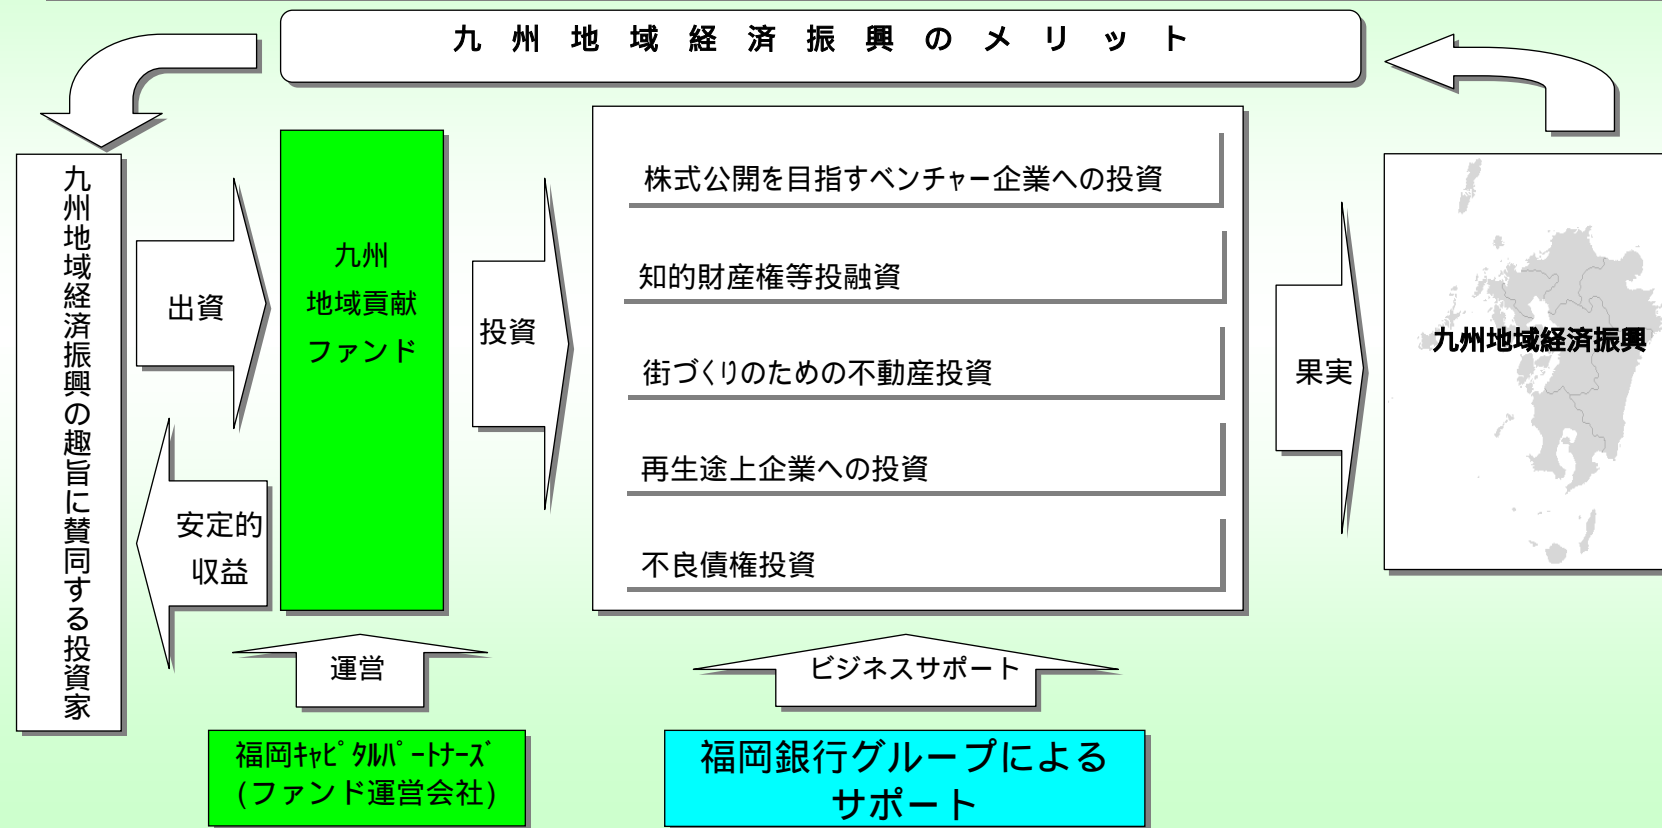 九州地域経済振興のメリット
九州地域経済振興の趣旨に賛同する投資家
出資
安定的
収益
九州
地域貢献
ファンド
投資
株式公開を目指すベンチャー企業への投資
知的財産権等投融資
街づくりのための不動産投資
再生途上企業への投資
不良債権投資
果実
九州地域経済振興
運営
ビジネスサポート
福岡ｷｬﾋﾟﾀﾙﾊﾟｰﾄﾅｰｽﾞ
(ファンド運営会社)
福岡銀行グループによる
サポート